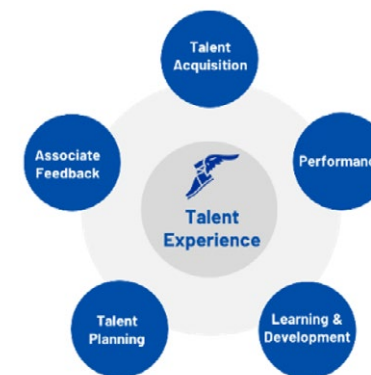 Talent
Acquisition
Associate
Feedback
Performanc
Talent
Experience
Talent
Planning
Learning &
Development